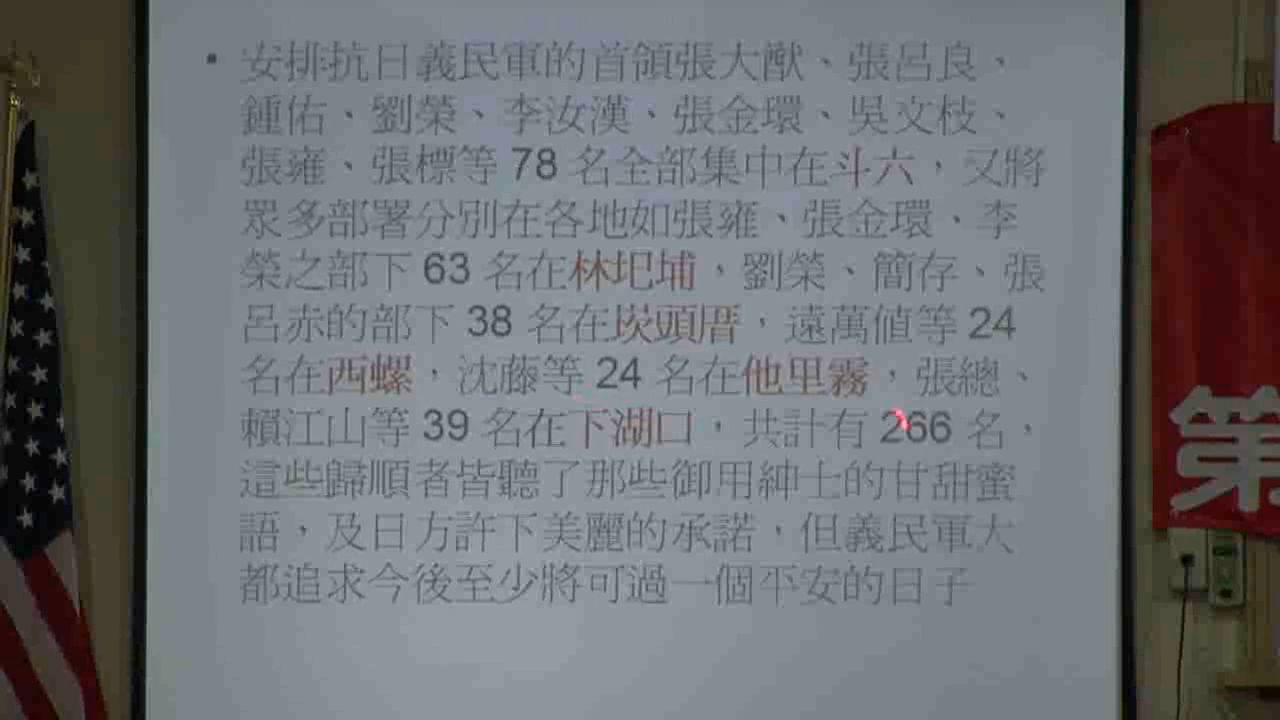 • 安排抗日義民軍的首領張大猷、張呂良、
鍾佑、劉榮、李汝漢、張金環、吳文枝、
張雍、張標等 78 名全部集中在斗六，又將
眾多部署分別在各地如張雍、張金環、李
榮之部下 63 名在林圯埔，劉榮、簡存、張
呂赤的部下 38 名在崁頭厝，遠萬值等 24
名在西螺，沈藤等 24 名在他里霧，張總、
賴江山等 39 名在下湖口，共計有 266 名，
這些歸順者皆聽了那些御用紳士的甘甜蜜
語，及日方許下美麗的承諾，但義民軍大
都追求今後至少將可過一個平安的日子
第